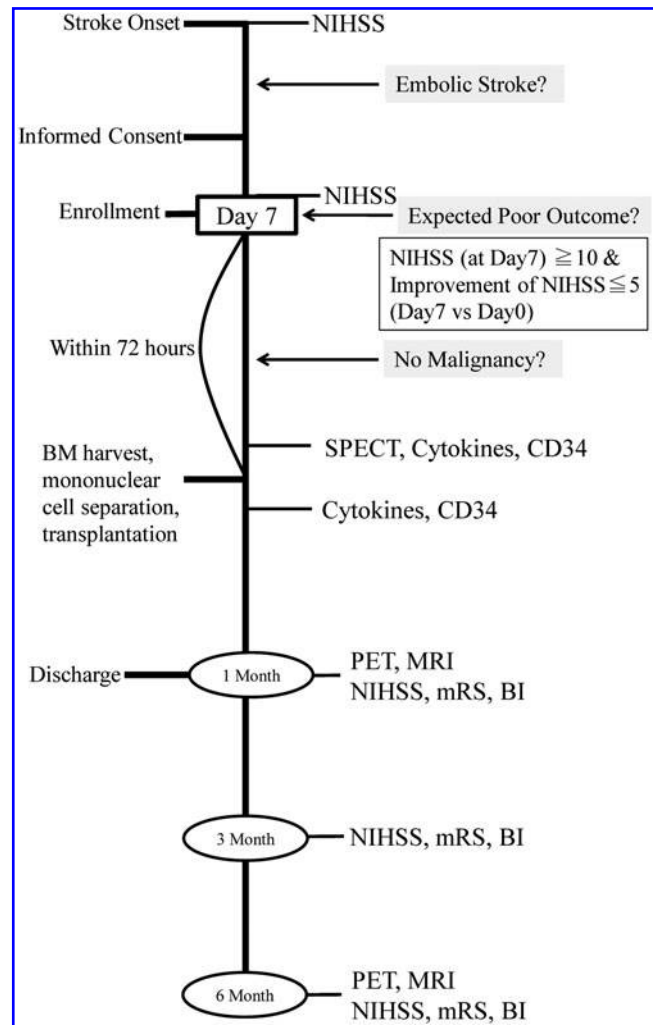 Stroke Onset
NIHSS
Embolic Stroke?
Informed Consent
NIHSS
Enrollment
Day 7
Expected Poor Outcome?
NIHSS (at Day7) ≧10 &
Improvement of NIHSS≦5
(Day7 vs Day0)
Within 72 hours
No Malignancy?
SPECT, Cytokines, CD34
BM harvest,
mononuclear
cell separation,
transplantation
Cytokines, CD34
Discharge
1 Month
PET, MRI
NIHSS, mRS, BI
3 Month
NIHSS, mRS, BI
6 Month
PET, MRI
NIHSS, mRS, BI